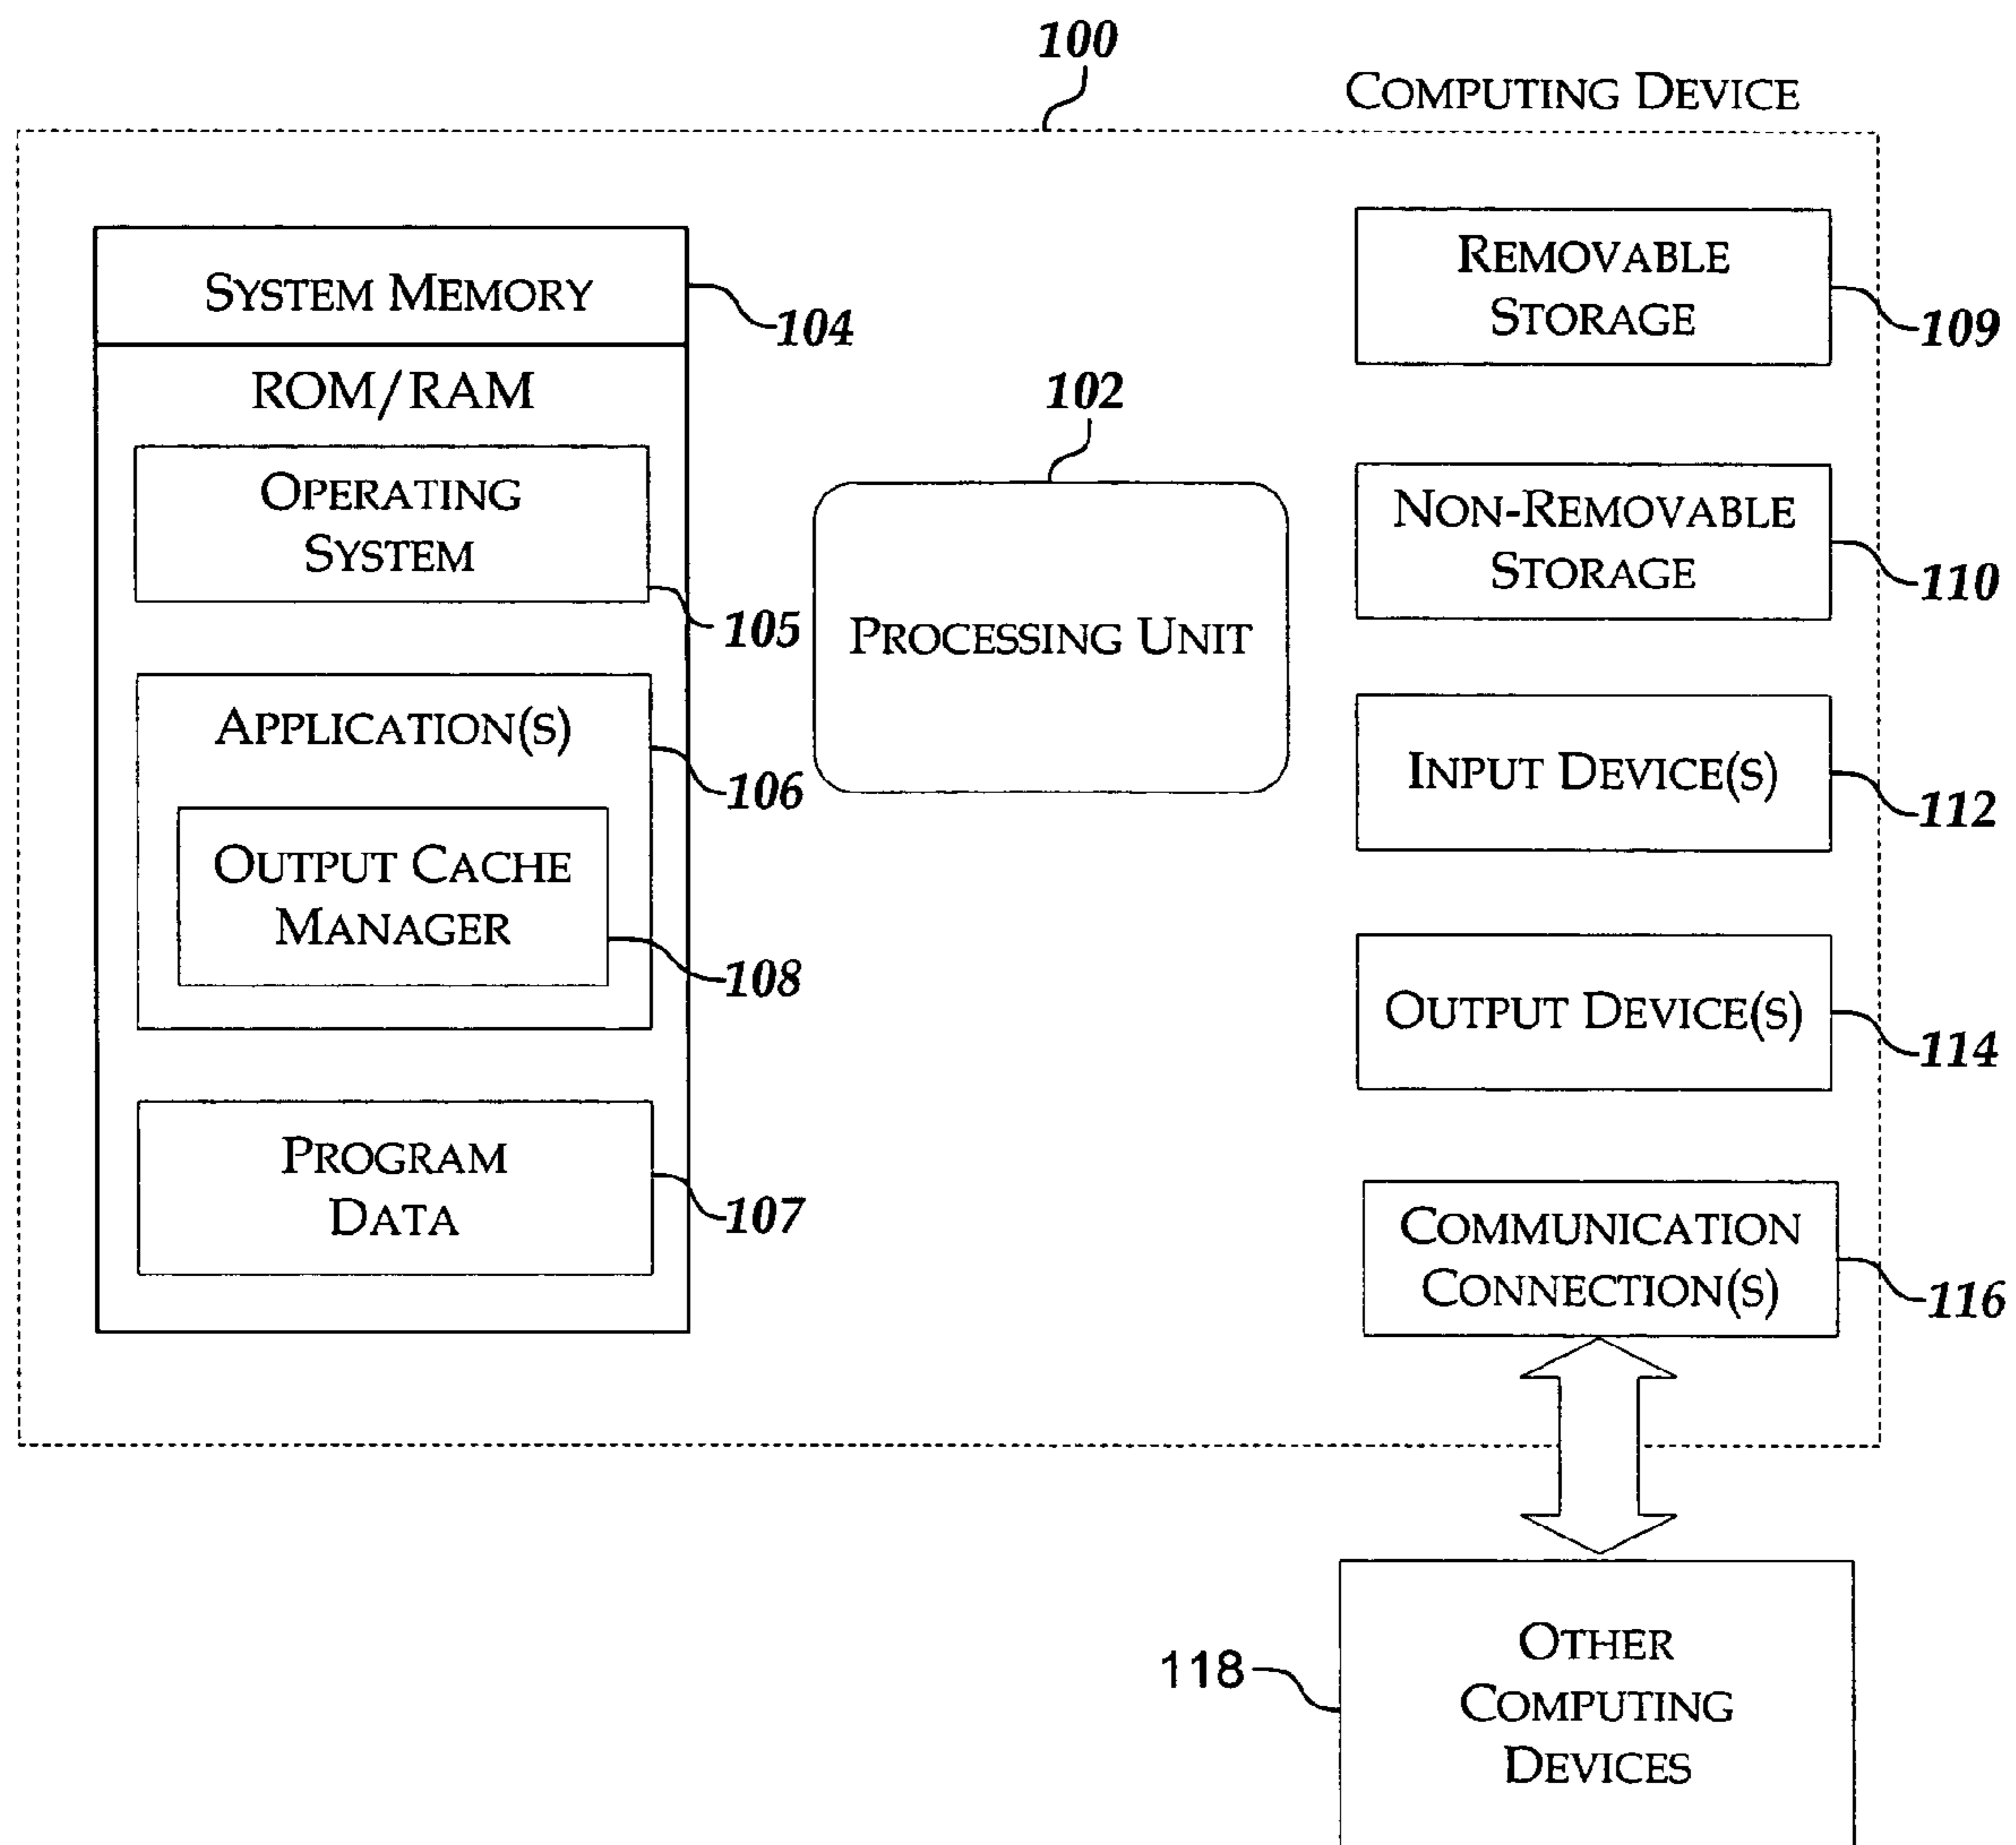 100
COMPUTING DEVICE
SYSTEM MEMORY
104
ROM/RAM
OPERATING
SYSTEM
105
APPLICATION(S)
106
OUTPUT CACHE
MANAGER
108
PROGRAM
DATA
107
102
PROCESSING UNIT
REMOVABLE
STORAGE
109
NON-REMOVABLE
STORAGE
110
INPUT DEVICE(S)
112
OUTPUT DEVICE(S)
114
COMMUNICATION
CONNECTION(S)
116
118
OTHER
COMPUTING
DEVICES